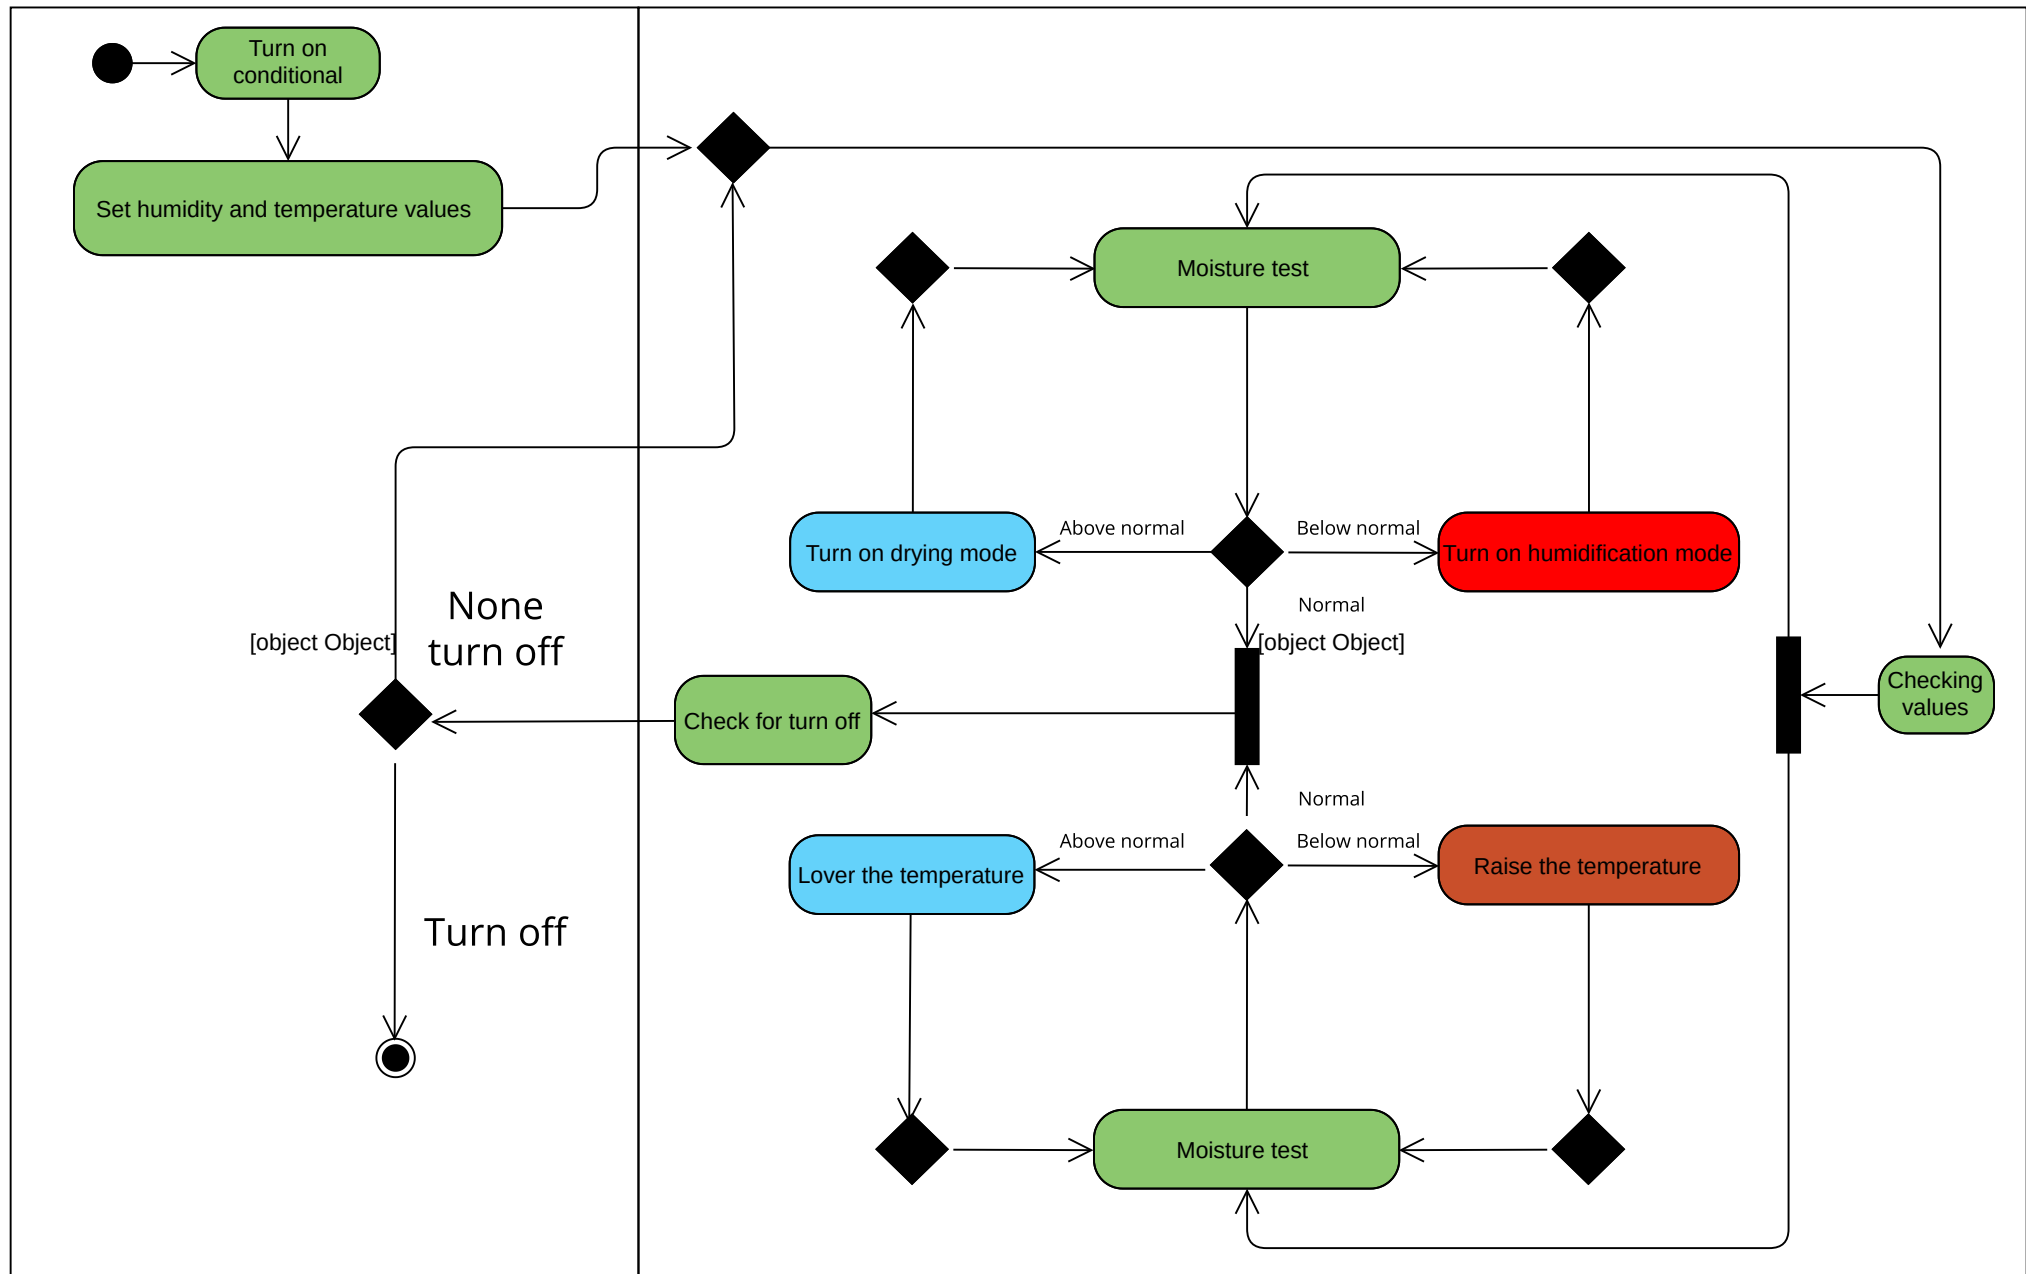 Turn on
conditional
Set humidity and temperature values
Moisture test
Turn on drying mode
Above normal
Below normal
Turn on humidification mode
None
turn off
[object Object]
Normal
[object Object]
Check for turn off
Checking
values
Normal
Above normal
Below normal
Lover the temperature
Raise the temperature
Turn off
Moisture test